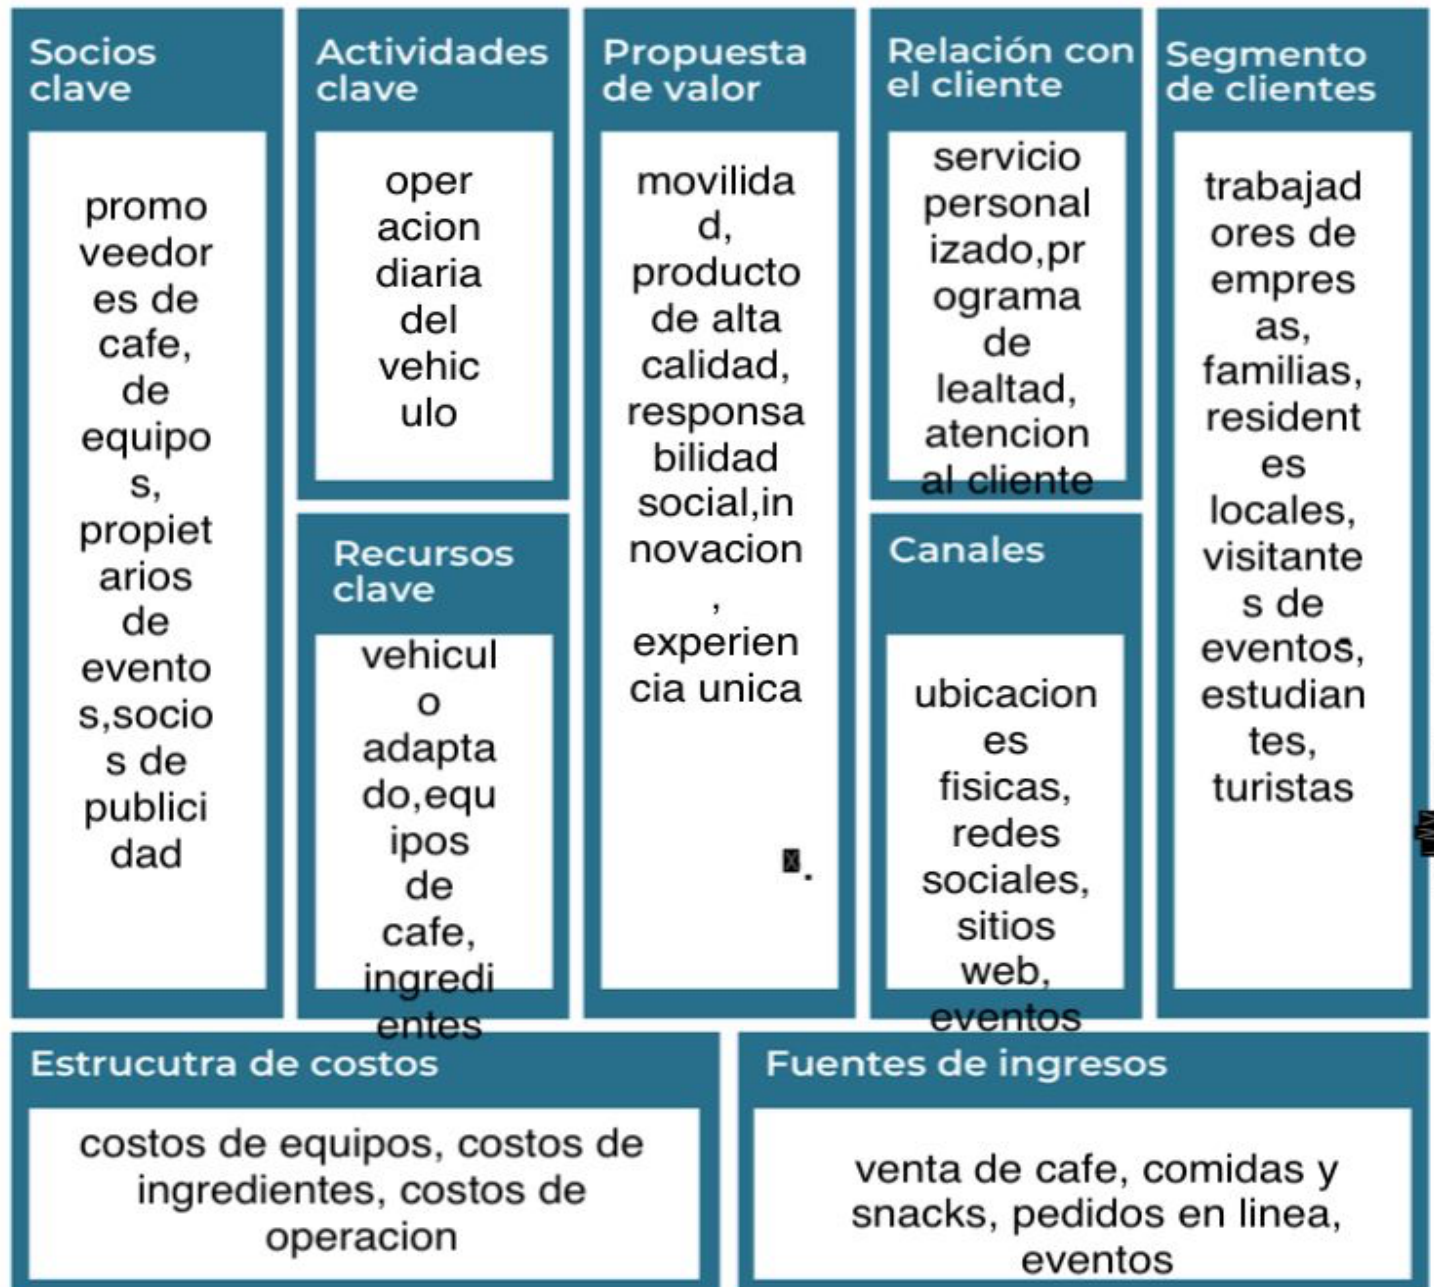 Socios
clave
promo
veedor
es de
cafe,
de
equipo
s,
propiet
arios
de
evento
s,socio
s de
publici
dad
Actividades
clave
oper
acion
diaria
del
vehic
ulo
Recursos
clave
vehicul
o
adapta
do,equ
ipos
de
cafe,
ingredi
entes
Propuesta
de valor
movilida
d,
producto
de alta
calidad,
responsa
bilidad
social,in
novacion
,
experien
cia unica
.
Relación con
el cliente
servicio
personal
izado,pr
ograma
de
lealtad,
atencion
al cliente
Canales
ubicacion
es
fisicas,
redes
sociales,
sitios
web,
eventos
Segmento
de clientes
trabajad
ores de
empres
as,
familias,
resident
es
locales,
visitante
s de
eventos,
estudian
tes,
turistas
Estrucutra de costos
costos de equipos, costos de
ingredientes, costos de
operacion
Fuentes de ingresos
venta de cafe, comidas y
snacks, pedidos en linea,
eventos